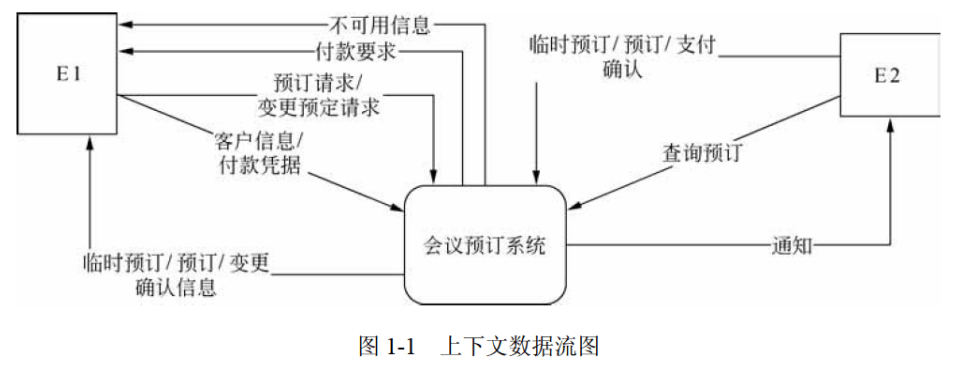 不可用信息
付款要求
E1
预订请求/
变更预定请求
客户信息/
付款凭据
临时预订/预订/支付
确认
E2
查询预订
会议预订系统
通知
临时预订/预订/变更
确认信息
图 1-1 上下文数据流图